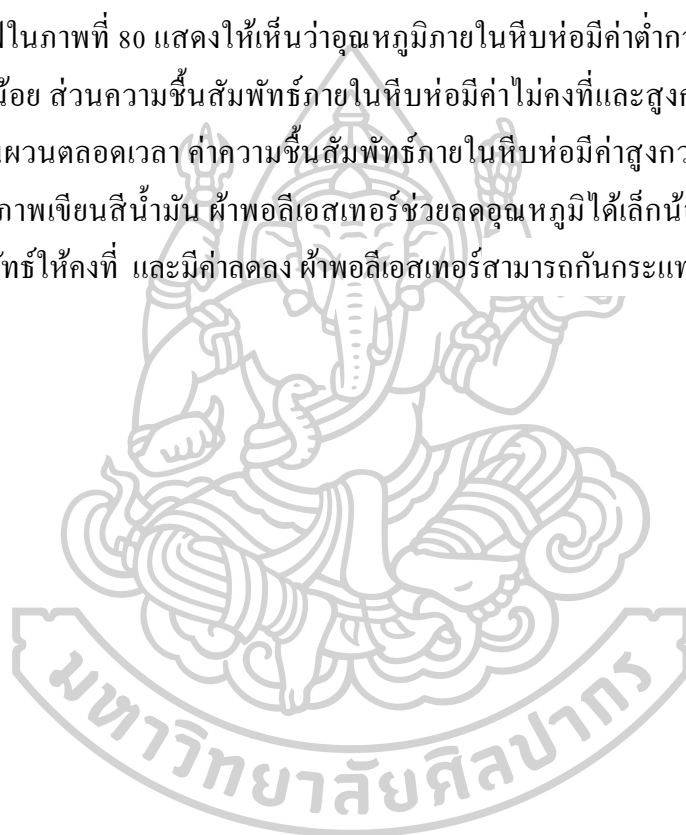 ในภาพที่ 80 แสดงให้เห็นว่าอุณหภูมิภายในหีบห่อมีค่าต่ำกว
น้อย ส่วนความชื้นสัมพัทธ์ภายในหีบห่อมีค่าไม่คงที่และสูงก
ผวนตลอดเวลา ค่าความชื้นสัมพัทธ์ภายในหีบห่อมีค่าสูงกว
ภาพเขียนสีน้ำมัน ผ้าพอลีเอสเทอร์ช่วยลดอุณหภูมิได้เล็กน้
ัทธ์ให้คงที่ และมีค่าลดลง ผ้าพอลีเอสเทอร์สามารถกันกระแท
มหาวิทยาลัยศิลปากร